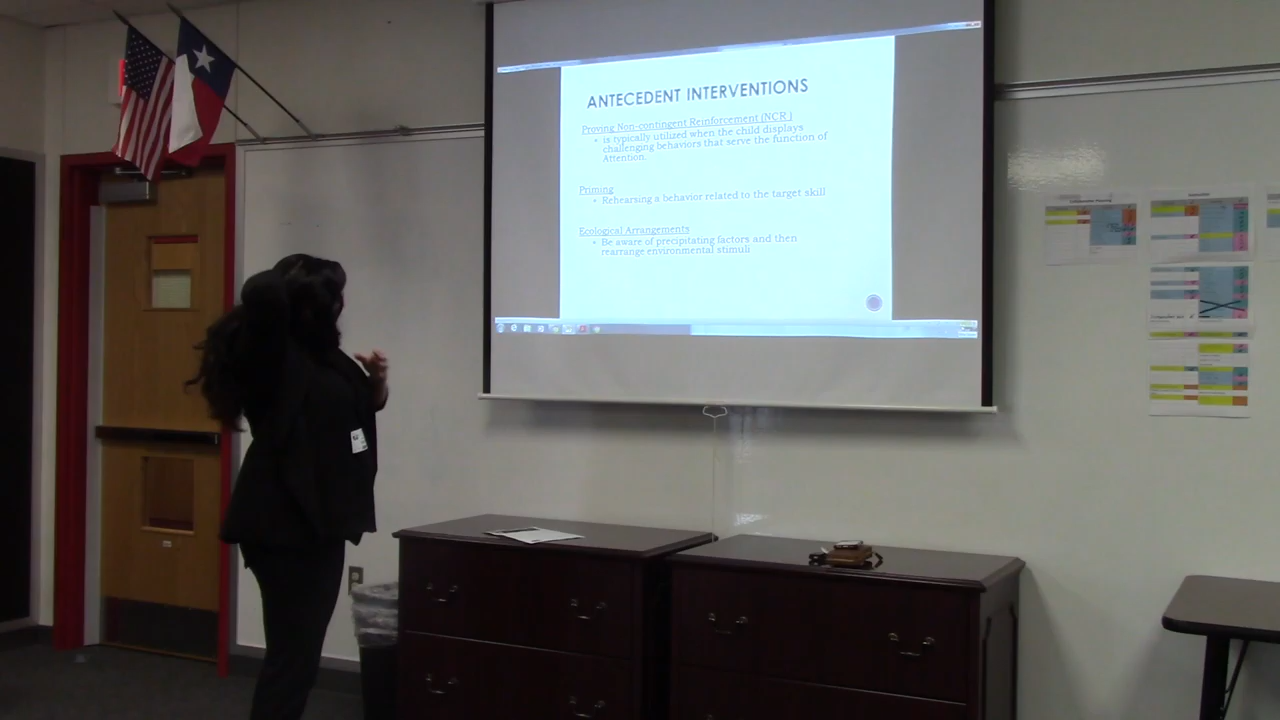 ANTECEDENT INTERVENTIONS
Proving Non-contingent Reinforcement (NCR )
• is typically utilized when the child displays
challenging behaviors that serve the function of
Attention.
Priming
• Rehearsing a behavior related to the target skill
Ecological Arrangements
• Be aware of precipitating factors and then
rearrange environmental stimuli